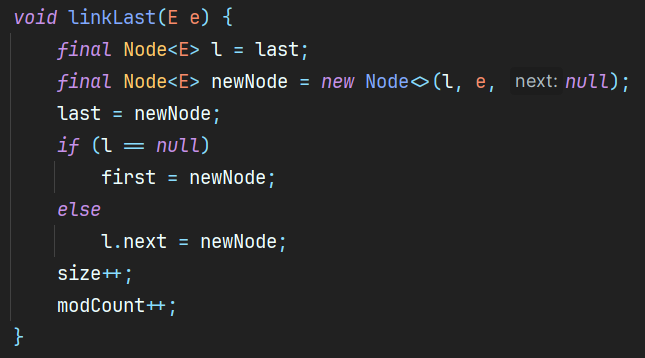 void linkLast(E e) {
    final Node<E> l = last;
    final Node<E> newNode = new Node<>(l, e, next: null);
    last = newNode;
    if (l == null)
        first = newNode;
    else
        l.next = newNode;
    size++;
    modCount++;
}